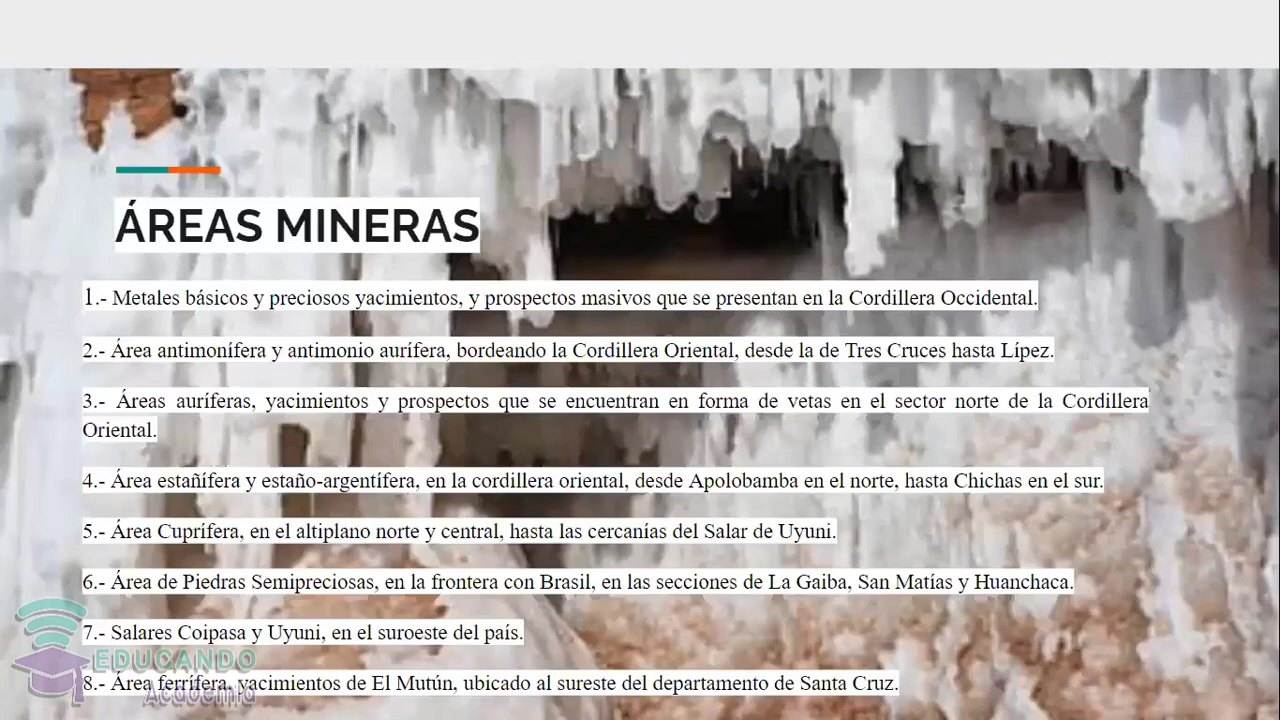 ÁREAS MINERAS
1.- Metales básicos y preciosos yacimientos, y prospectos masivos que se presentan en la Cordillera Occidental.
2.- Área antimonífera y antimonio aurífera, bordeando la Cordillera Oriental, desde la de Tres Cruces hasta Lípez.
3.- Áreas auríferas, yacimientos y prospectos que se encuentran en forma de vetas en el sector norte de la Cordillera
Oriental.
4.- Área estañífera y estaño-argentífera, en la cordillera oriental, desde Apolobamba en el norte, hasta Chichas en el sur.
5.- Área Cuprífera, en el altiplano norte y central, hasta las cercanías del Salar de Uyuni.
6.- Área de Piedras Semipreciosas, en la frontera con Brasil, en las secciones de La Gaiba, San Matías y Huanchaca.
7.- Salares Coipasa y Uyuni, en el suroeste del país.
EDUCANDO
8.- Área ferrífera, yacimientos de El Mutún, ubicado al sureste del departamento de Santa Cruz.
Academia